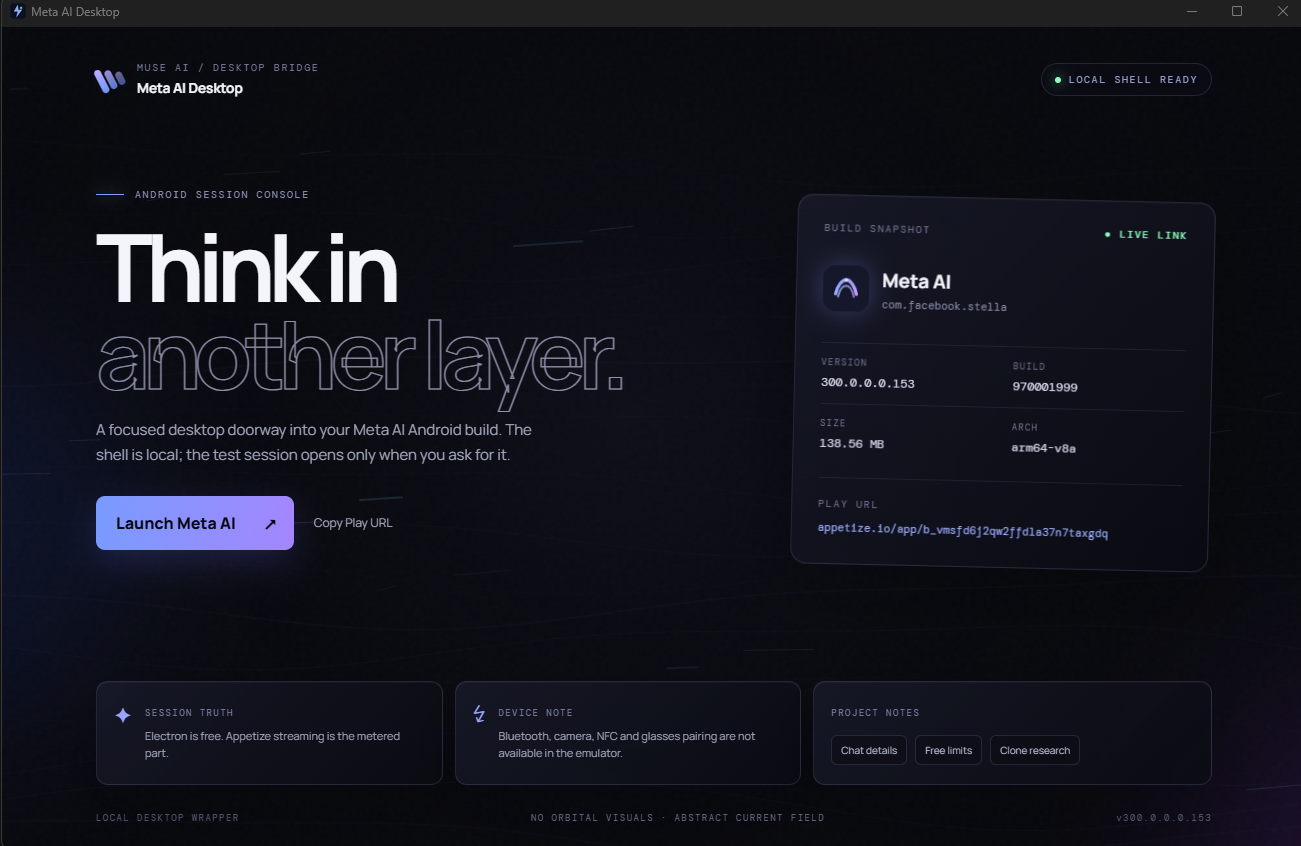 Meta AI Desktop
MUSE AI / DESKTOP BRIDGE
Meta AI Desktop
LOCAL SHELL READY
ANDROID SESSION CONSOLE
Think in
another layer.
A focused desktop doorway into your Meta AI Android build. The
shell is local; the test session opens only when you ask for it.
Launch Meta AI ↗
Copy Play URL
BUILD SNAPSHOT
LIVE LINK
Meta AI
com.facebook.stella
VERSION
300.0.0.0.153
BUILD
970001999
SIZE
138.56 MB
ARCH
arm64-v8a
PLAY URL
appetize.io/app/b_vmsfd6j2qw2ffdla37n7taxgdq
SESSION TRUTH
Electron is free. Appetize streaming is the metered
part.
DEVICE NOTE
Bluetooth, camera, NFC and glasses pairing are not
available in the emulator.
PROJECT NOTES
Chat details
Free limits
Clone research
LOCAL DESKTOP WRAPPER
NO ORBITAL VISUALS · ABSTRACT CURRENT FIELD
v300.0.0.0.153